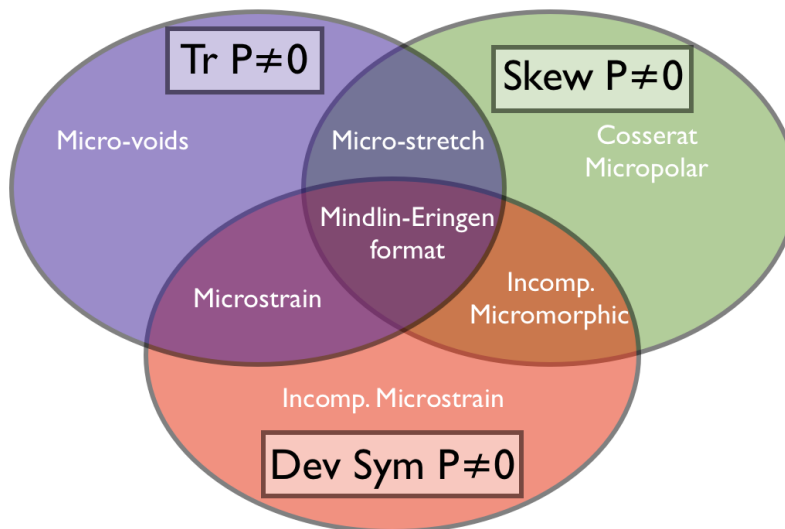 Tr P≠0
Skew P≠0
Micro-voids
Micro-stretch
Cosserat
Micropolar
Mindlin-Eringen
format
Microstrain
Incomp.
Micromorphic
Incomp. Microstrain
Dev Sym P≠0